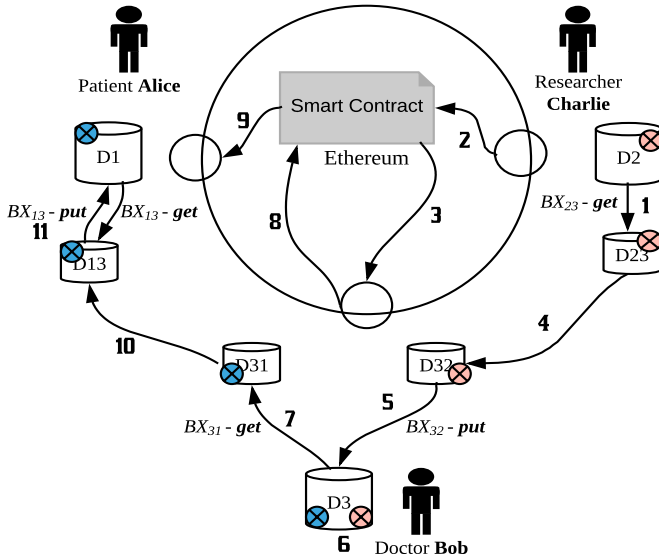 Patient Alice
Researcher
Charlie
Smart Contract
Ethereum
9
2
8
3
D1
D2
BX13 - put
BX13 - get
11
BX23 - get
1
D13
D23
10
4
D31
D32
5
7
BX31 - get
BX32 - put
D3
6
Doctor Bob